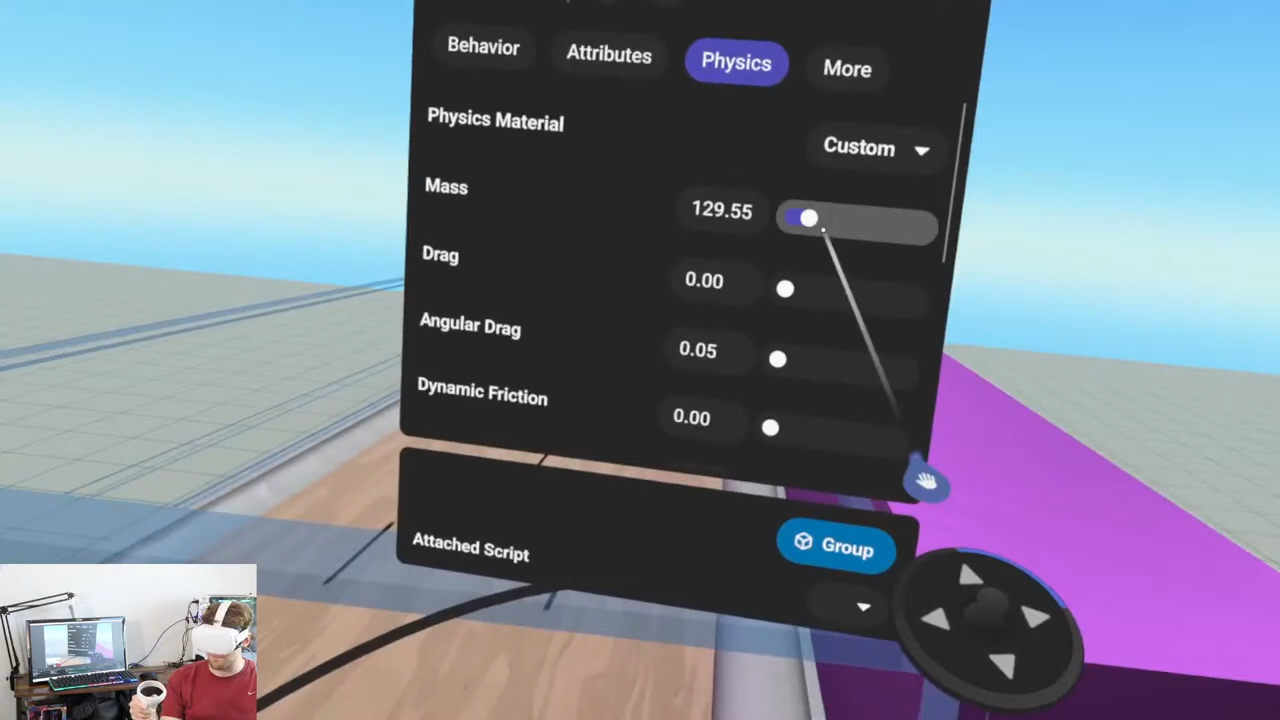 Behavior Attributes Physics More
Physics Material Custom
Mass 129.55
Drag 0.00
Angular Drag 0.05
Dynamic Friction 0.00
Group
Attached Script